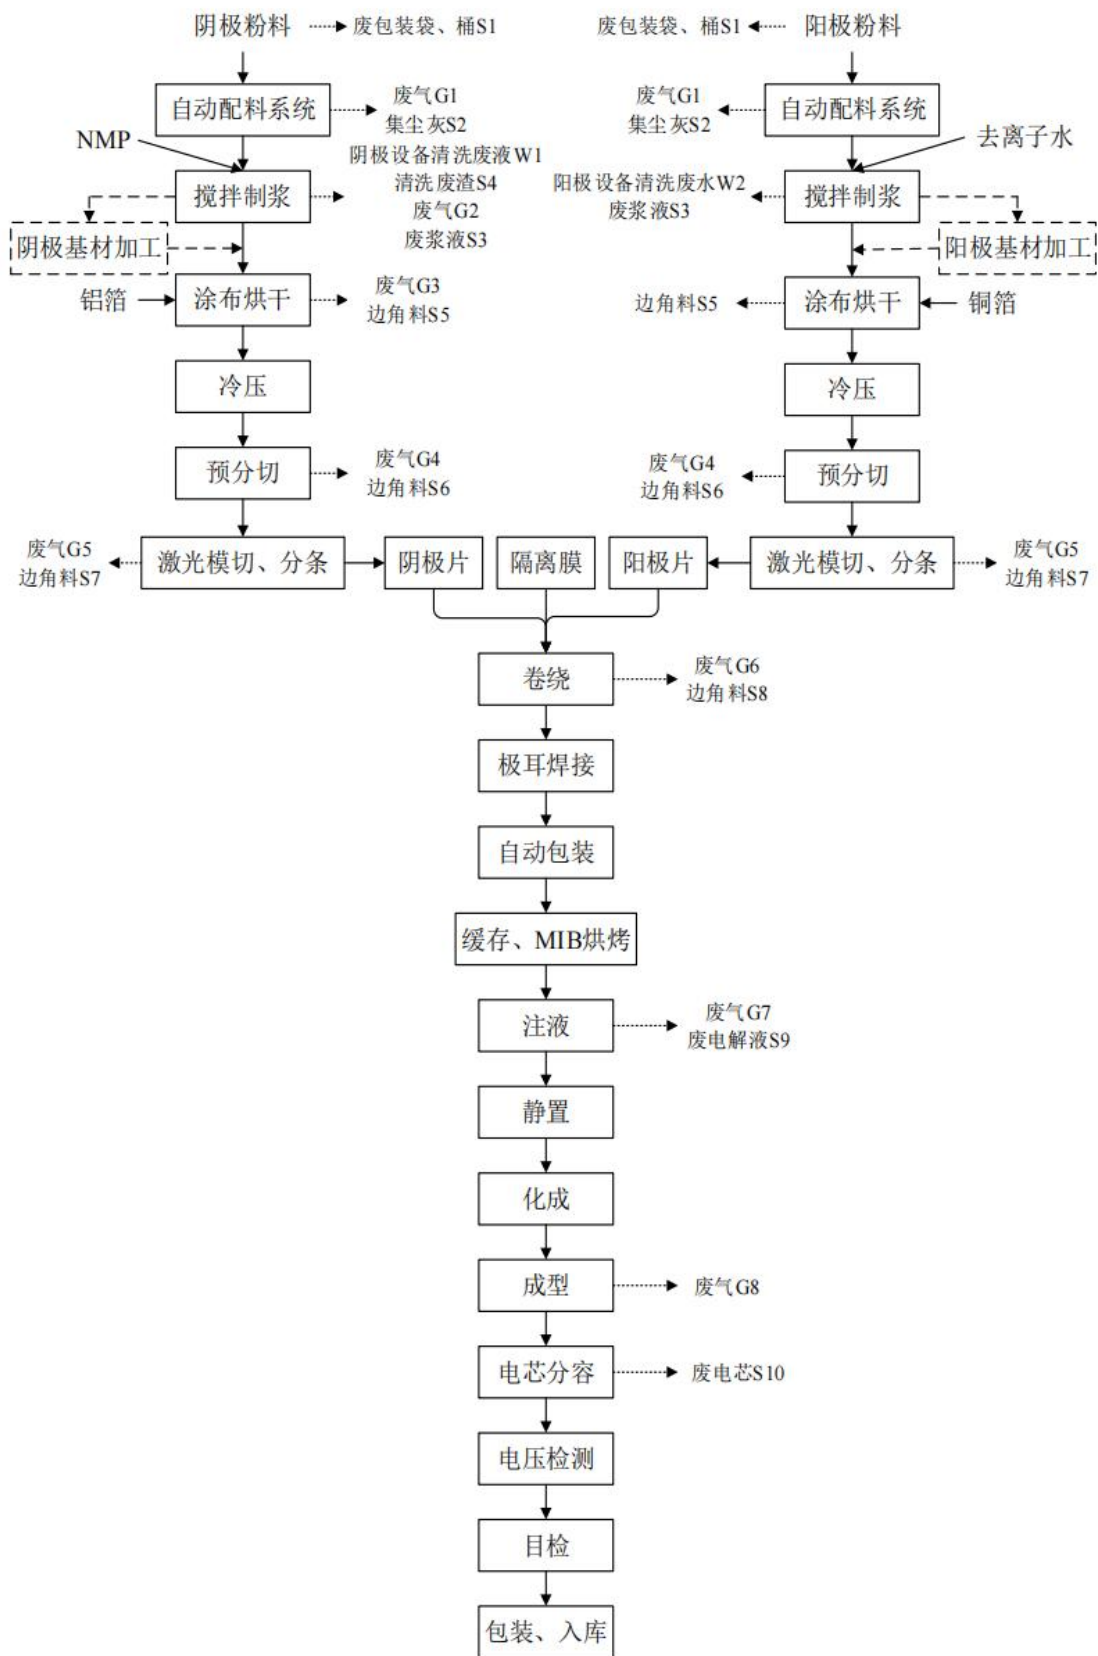 阴极粉料
废包装袋、桶S1
废包装袋、桶S1
阳极粉料
自动配料系统
废气G1
集尘灰S2
废气G1
集尘灰S2
自动配料系统
NMP
去离子水
搅拌制浆
阴极设备清洗废液W1
清洗废渣S4
废气G2
废浆液S3
阳极设备清洗废水W2
废浆液S3
搅拌制浆
阴极基材加工
阳极基材加工
铝箔
涂布烘干
废气G3
边角料S5
边角料S5
涂布烘干
铜箔
冷压
冷压
预分切
废气G4
边角料S6
废气G4
边角料S6
预分切
废气G5
边角料S7
激光模切、分条
阴极片
隔离膜
阳极片
激光模切、分条
废气G5
边角料S7
卷绕
废气G6
边角料S8
极耳焊接
自动包装
缓存、MIB烘烤
注液
废气G7
废电解液S9
静置
化成
成型
废气G8
电芯分容
废电芯S10
电压检测
目检
包装、入库